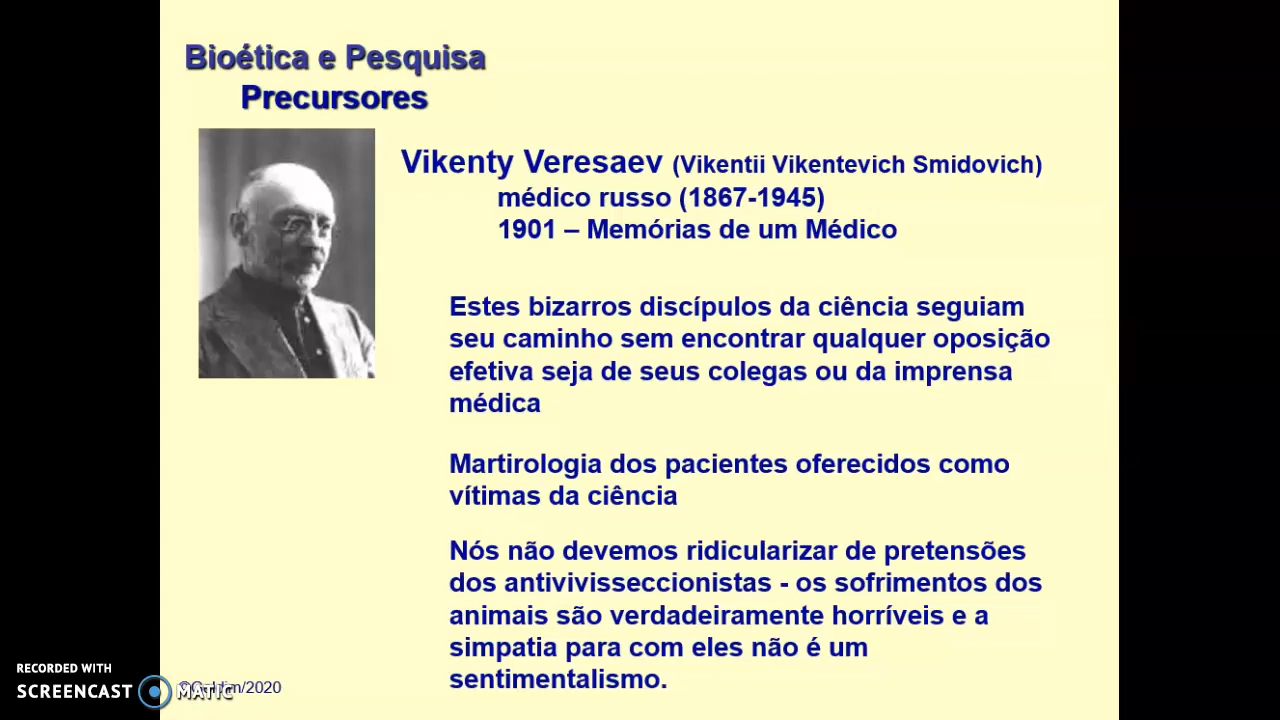 Bioética e Pesquisa
Precursores
Vikenty Veresaev (Vikentii Vikentevich Smidovich)
médico russo (1867-1945)
1901 – Memórias de um Médico
Estes bizarros discípulos da ciência seguiam
seu caminho sem encontrar qualquer oposição
efetiva seja de seus colegas ou da imprensa
médica
Martirologia dos pacientes oferecidos como
vítimas da ciência
Nós não devemos ridicularizar de pretensões
dos antivivisseccionistas - os sofrimentos dos
animais são verdadeiramente horríveis e a
simpatia para com eles não é um
sentimentalismo.
RECORDED WITH
SCREENCAST MATIC
/2020